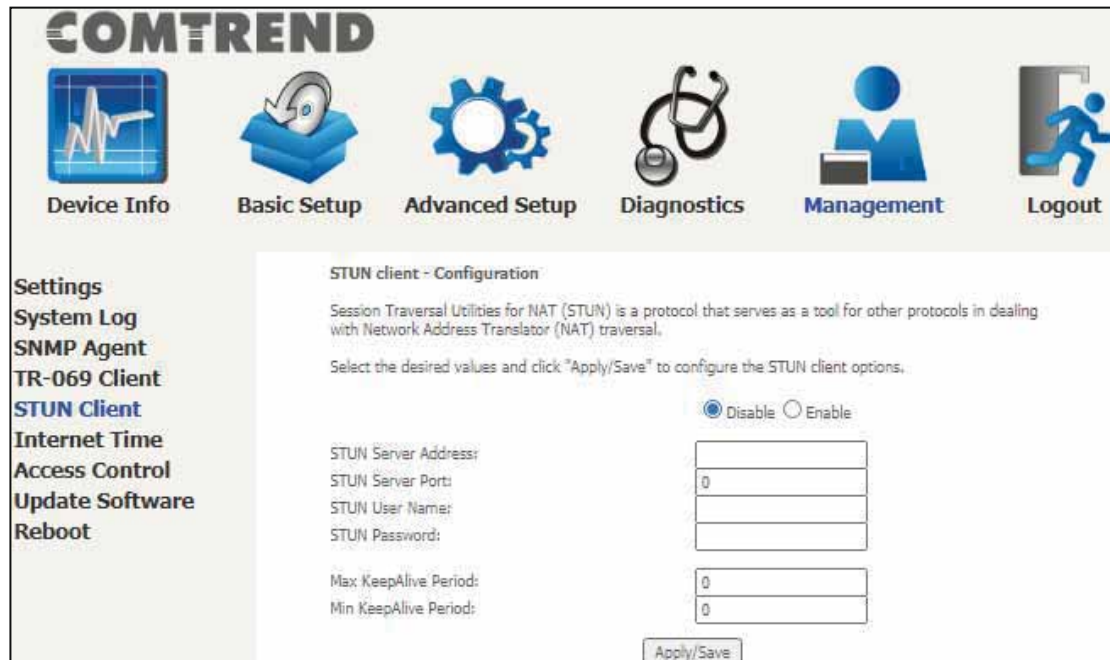 COMTREND
Device Info
Basic Setup
Advanced Setup
Diagnostics
Management
Logout
Settings
System Log
SNMP Agent
TR-069 Client
STUN Client
Internet Time
Access Control
Update Software
Reboot
STUN client - Configuration
Session Traversal Utilities for NAT (STUN) is a protocol that serves as a tool for other protocols in dealing
with Network Address Translator (NAT) traversal.
Select the desired values and click "Apply/Save" to configure the STUN client options.
Disable Enable
STUN Server Address:
STUN Server Port: 0
STUN User Name:
STUN Password:
Max KeepAlive Period: 0
Min KeepAlive Period: 0
Apply/Save